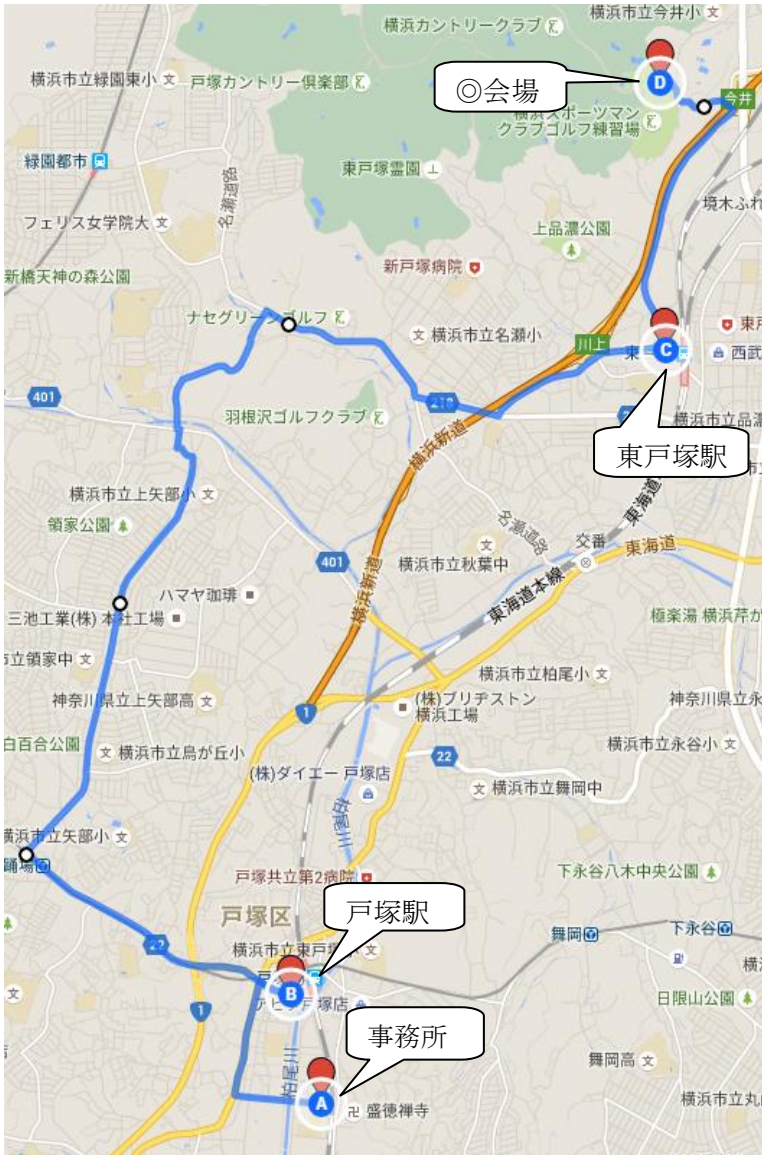 横浜市立今井小
横浜カントリークラブ
横浜市立緑園東小
戸塚カントリー倶楽部
D
◎会場
今井
横浜スポーツマン
クラブゴルフ練習場
緑園都市
東戸塚霊園
名瀬道路
境木ふれ
フェリス女学院大
上品濃公園
新戸塚病院
新橋天神の森公園
ナセグリーンゴルフ
横浜市立名瀬小
川上
東
C
東戸
西武
401
218
羽根沢ゴルフクラブ
横浜市立品濃
横浜新道
東戸塚駅
横浜市立上矢部小
東海道本
領家公園
名瀬道路
交番
東海道
401
横浜市立秋葉中
横浜新道
ハマヤ珈琲
東海道本線
三池工業(株) 本社工場
極楽湯 横浜芹が
市立領家中
横浜市立柏尾小
神奈川県立上矢部高
(株)ブリヂストン
横浜工場
神奈川県立永
1
白百合公園
横浜市立鳥が丘小
横浜市立永谷小
22
(株)ダイエー 戸塚店
横浜市立舞岡中
柏尾川
横浜市立矢部小
踊場
戸塚共立第2病院
下永谷八木中央公園
戸塚区
戸塚駅
舞岡
下永谷
22
横浜市立東戸塚
B
戸塚店
日限山公園
1
事務所
柏尾川
舞岡高
A
盛徳禅寺
横浜市立丸